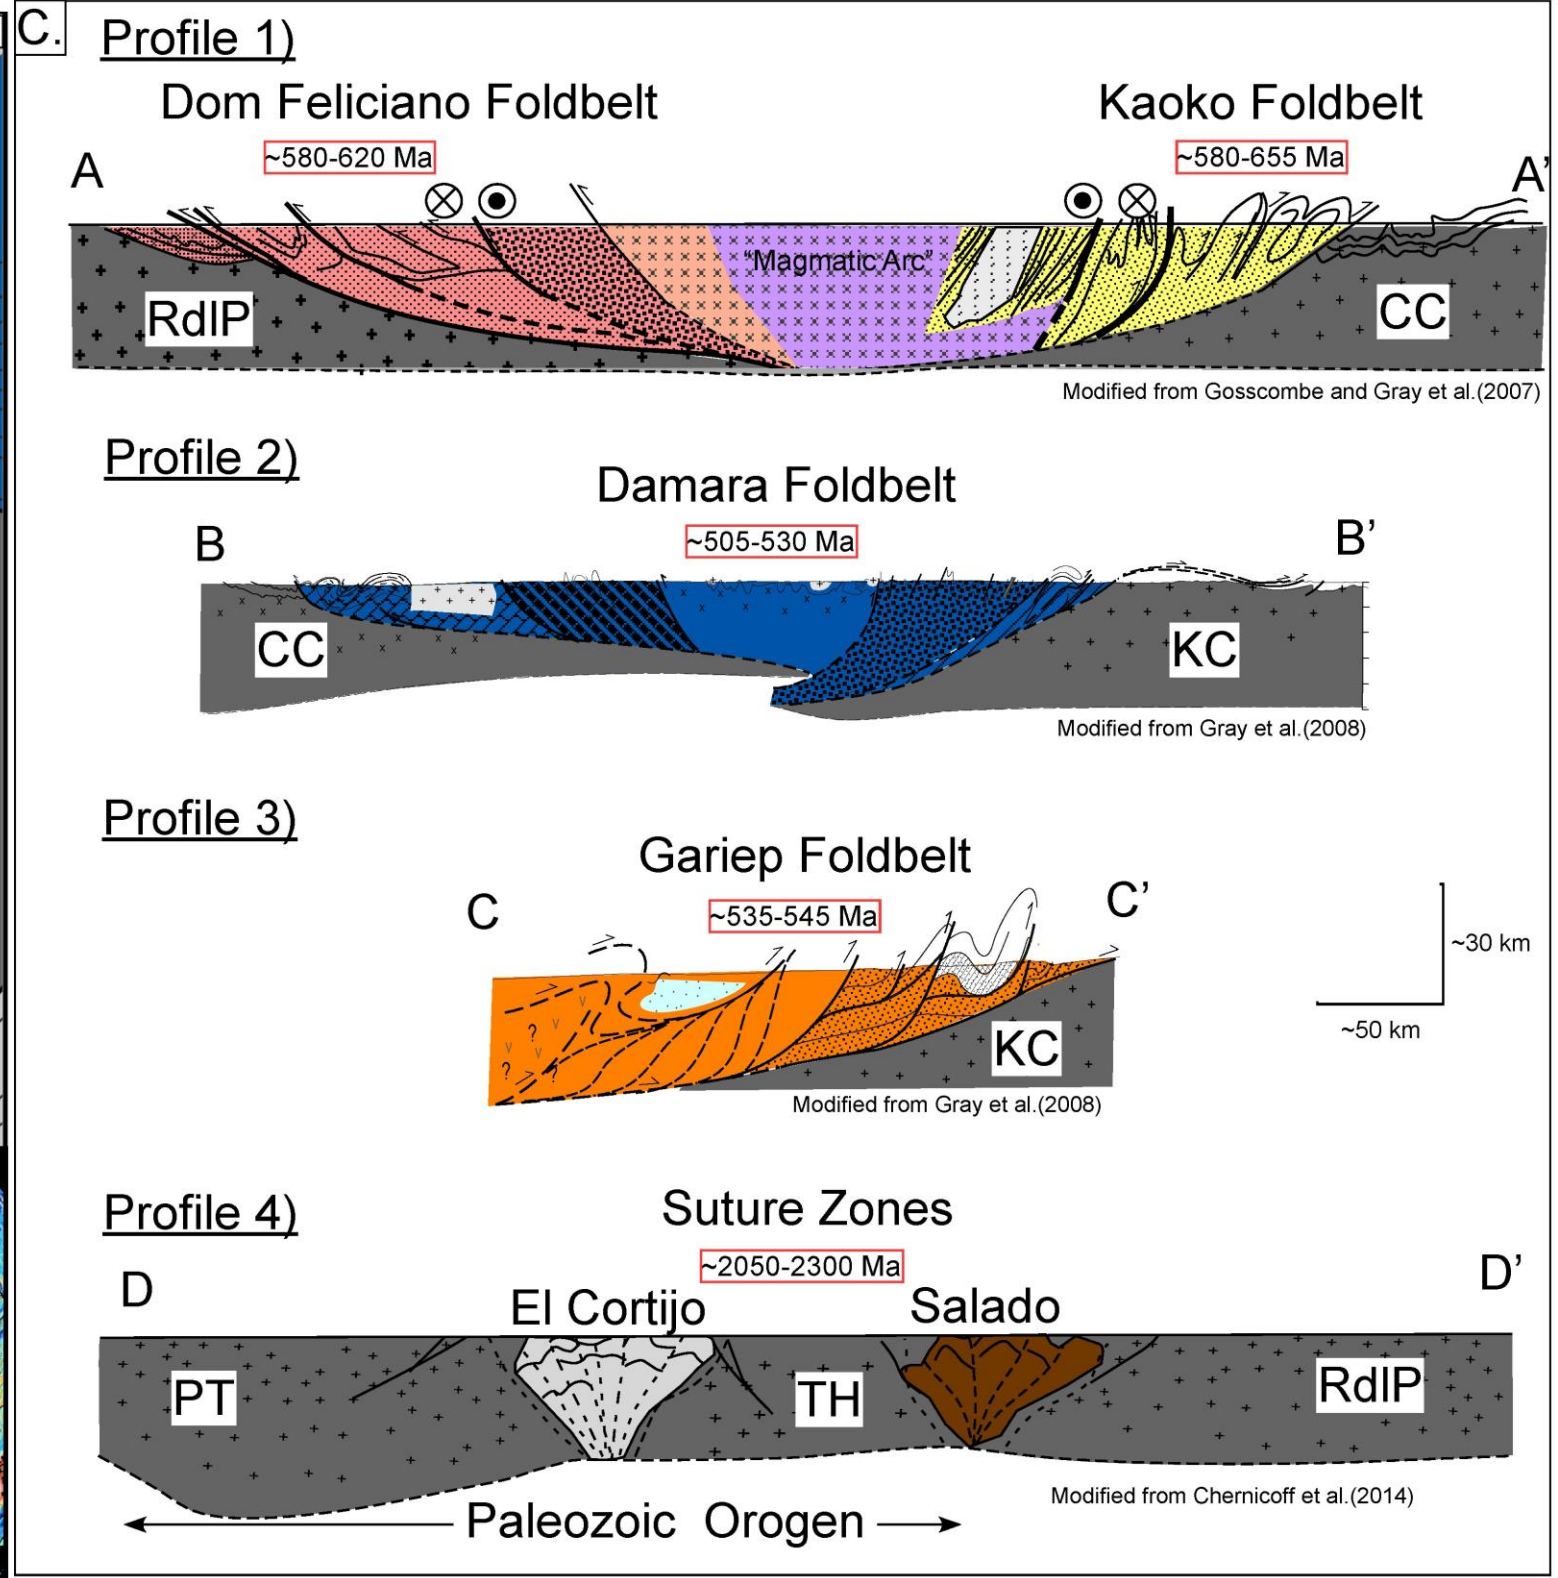 C.
Profile 1)
Dom Feliciano Foldbelt
Kaoko Foldbelt
~580-620 Ma
~580-655 Ma
A
A'
"Magmatic Arc"
RdlP
CC
Modified from Gosscombe and Gray et al.(2007)
Profile 2)
Damara Foldbelt
~505-530 Ma
B
B'
CC
KC
Modified from Gray et al.(2008)
Profile 3)
Gariep Foldbelt
~535-545 Ma
C
C'
~30 km
~50 km
?
?
?
KC
Modified from Gray et al.(2008)
Profile 4)
Suture Zones
~2050-2300 Ma
D
D'
El Cortijo
Salado
PT
TH
RdlP
Modified from Chernicoff et al.(2014)
Paleozoic Orogen